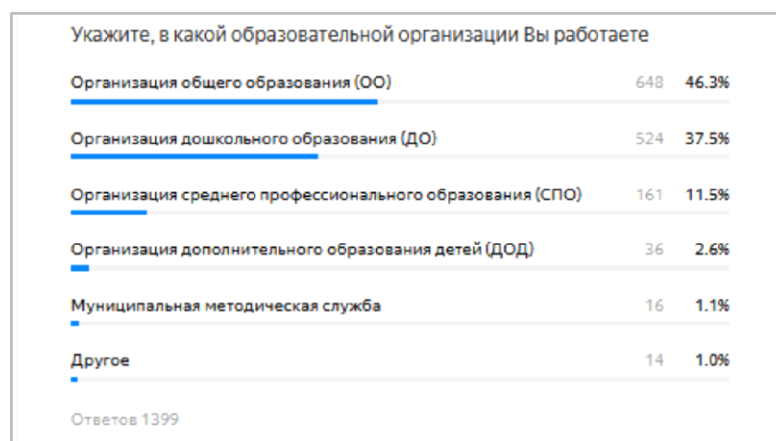 Укажите, в какой образовательной организации Вы работаете
Организация общего образования (ОО) 648 46.3%
Организация дошкольного образования (ДО) 524 37.5%
Организация среднего профессионального образования (СПО) 161 11.5%
Организация дополнительного образования детей (ДОД) 36 2.6%
Муниципальная методическая служба 16 1.1%
Другое 14 1.0%
Ответов 1399